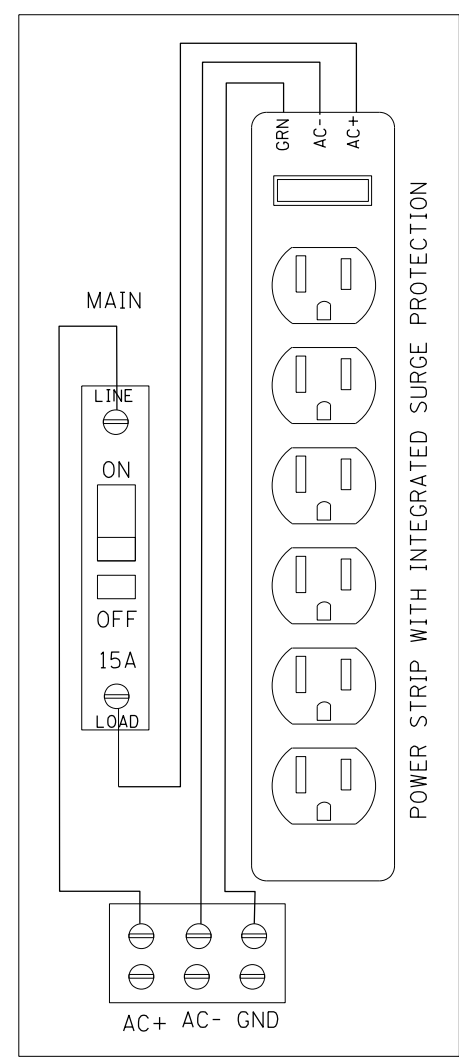 GRN
AC-
AC+
POWER STRIP WITH INTEGRATED SURGE PROTECTION
MAIN
LINE
ON
OFF
15A
LOAD
AC+ AC- GND